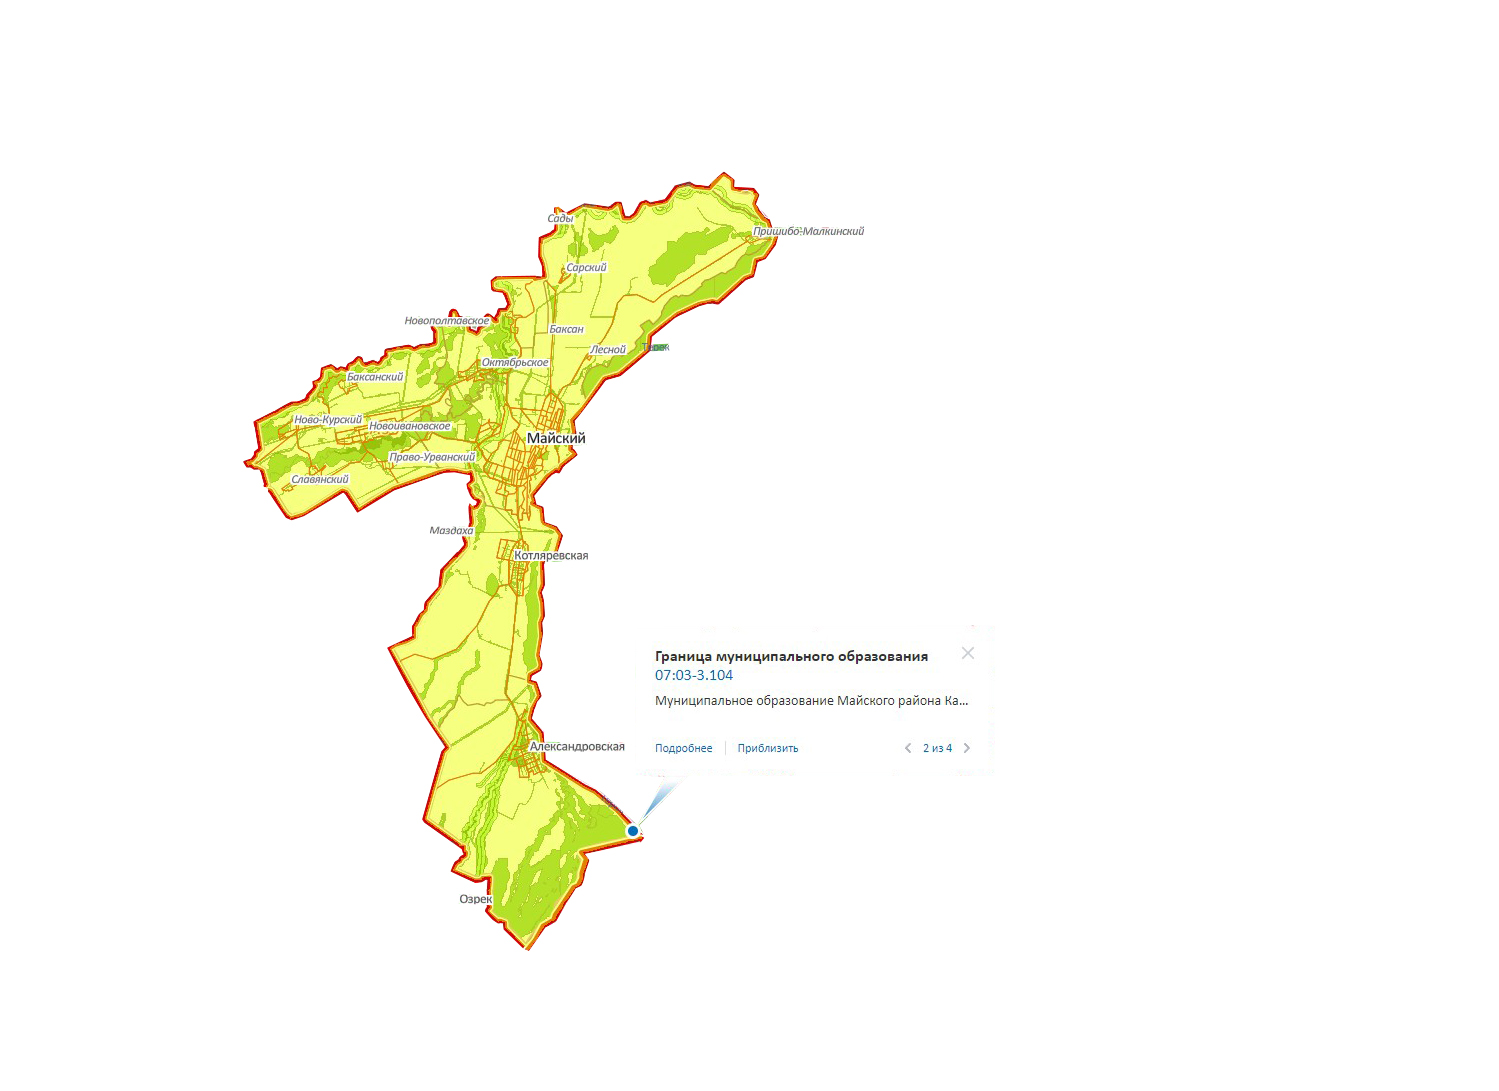 Сады
Пришибо-Малкинский
Сарский
Новополтавское
Баксан
Лесной
Терек
Октябрьское
Баксанский
Ново-Курский
Новоивановское
Майский
Право-Урванский
Славянский
Маздаха
Котляревская
Граница муниципального образования
07:03-3.104
Муниципальное образование Майского района Ка...
Подробнее
Приблизить
2 из 4
Александровская
Озрек